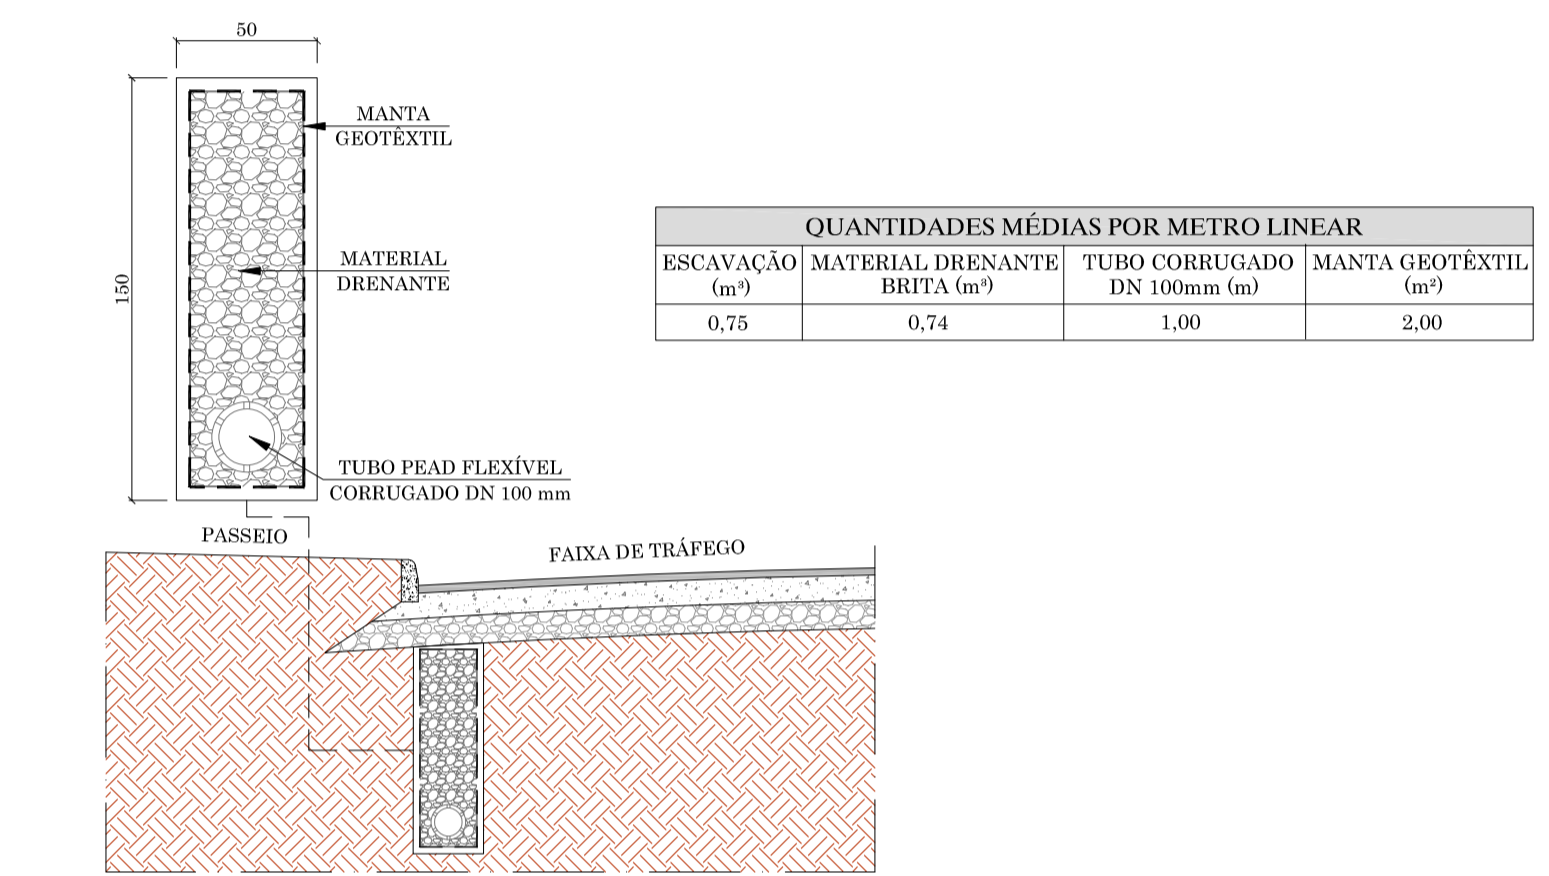 50
150
MANTA
GEOTÊXTIL
MATERIAL
DRENANTE
TUBO PEAD FLEXÍVEL
CORRUGADO DN 100 mm
QUANTIDADES MÉDIAS POR METRO LINEAR
ESCAVAÇÃO
(m³)
MATERIAL DRENANTE
BRITA (m³)
TUBO CORRUGADO
DN 100mm (m)
MANTA GEOTÊXTIL
(m²)
0,75
0,74
1,00
2,00
PASSEIO
FAIXA DE TRÁFEGO